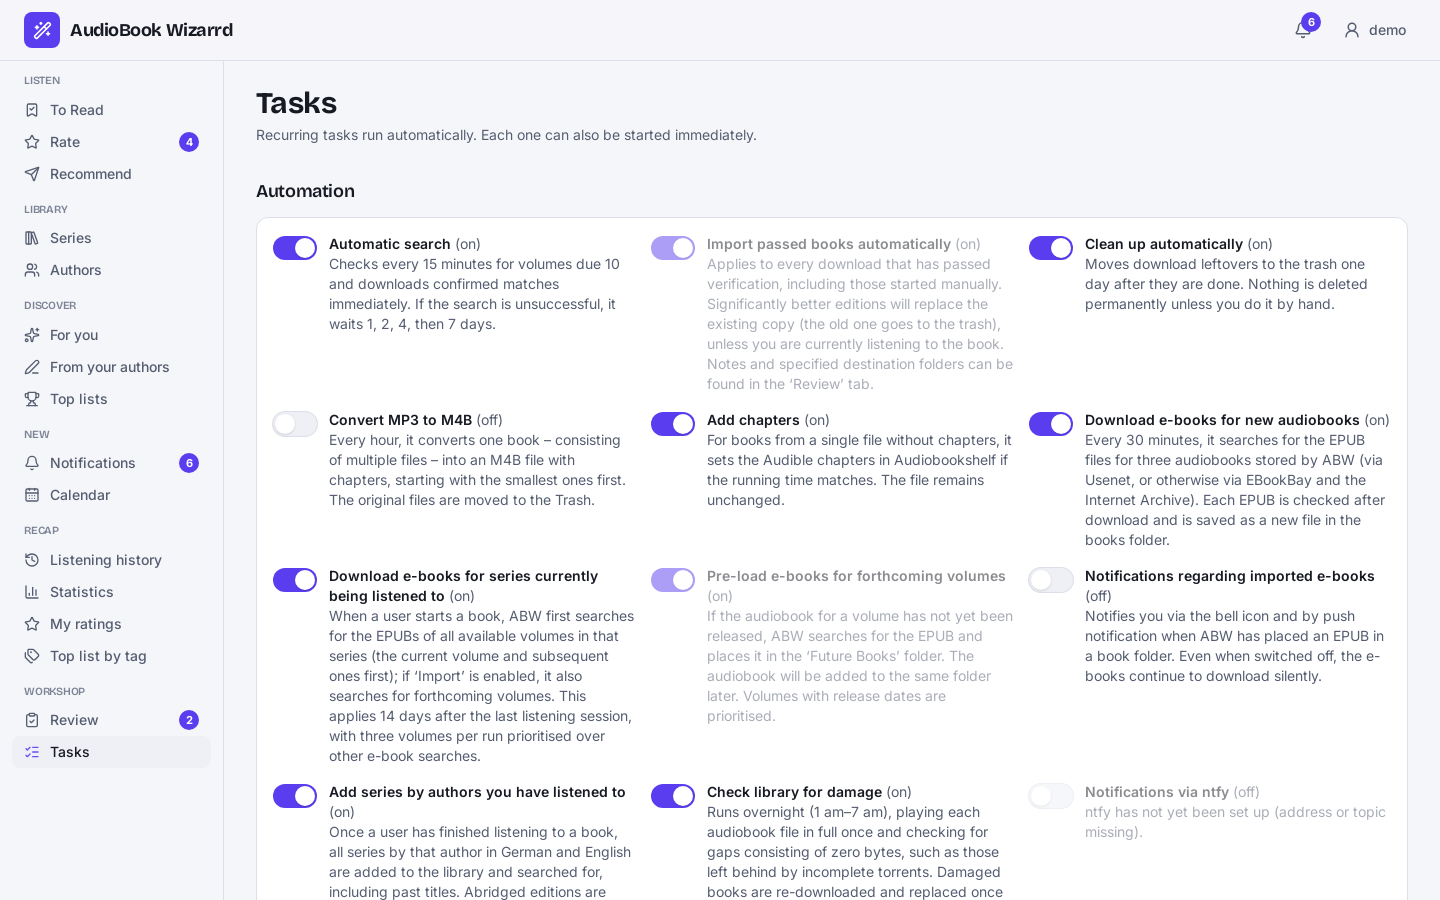 AudioBook Wizarrd
6
demo
LISTEN
To Read
Rate
4
Recommend
LIBRARY
Series
Authors
DISCOVER
For you
From your authors
Top lists
NEW
Notifications
6
Calendar
RECAP
Listening history
Statistics
My ratings
Top list by tag
WORKSHOP
Review
2
Tasks
Tasks
Recurring tasks run automatically. Each one can also be started immediately.
Automation
Automatic search (on)
Checks every 15 minutes for volumes due 10
and downloads confirmed matches
immediately. If the search is unsuccessful, it
waits 1, 2, 4, then 7 days.
Import passed books automatically (on)
Applies to every download that has passed
verification, including those started manually.
Significantly better editions will replace the
existing copy (the old one goes to the trash),
unless you are currently listening to the book.
Notes and specified destination folders can be
found in the ‘Review’ tab.
Clean up automatically (on)
Moves download leftovers to the trash one
day after they are done. Nothing is deleted
permanently unless you do it by hand.
Convert MP3 to M4B (off)
Every hour, it converts one book – consisting
of multiple files – into an M4B file with
chapters, starting with the smallest ones first.
The original files are moved to the Trash.
Add chapters (on)
For books from a single file without chapters, it
sets the Audible chapters in Audiobookshelf if
the running time matches. The file remains
unchanged.
Download e-books for new audiobooks (on)
Every 30 minutes, it searches for the EPUB
files for three audiobooks stored by ABW (via
Usenet, or otherwise via EBookBay and the
Internet Archive). Each EPUB is checked after
download and is saved as a new file in the
books folder.
Download e-books for series currently
being listened to (on)
When a user starts a book, ABW first searches
for the EPUBs of all available volumes in that
series (the current volume and subsequent
ones first); if ‘Import’ is enabled, it also
searches for forthcoming volumes. This
applies 14 days after the last listening session,
with three volumes per run prioritised over
other e-book searches.
Pre-load e-books for forthcoming volumes
(on)
If the audiobook for a volume has not yet been
released, ABW searches for the EPUB and
places it in the ‘Future Books’ folder. The
audiobook will be added to the same folder
later. Volumes with release dates are
prioritised.
Notifications regarding imported e-books
(off)
Notifies you via the bell icon and by push
notification when ABW has placed an EPUB in
a book folder. Even when switched off, the e-
books continue to download silently.
Add series by authors you have listened to
(on)
Once a user has finished listening to a book,
all series by that author in German and English
are added to the library and searched for,
including past titles. Abridged editions are
Check library for damage (on)
Runs overnight (1 am–7 am), playing each
audiobook file in full once and checking for
gaps consisting of zero bytes, such as those
left behind by incomplete torrents. Damaged
books are re-downloaded and replaced once
Notifications via ntfy (off)
ntfy has not yet been set up (address or topic
missing).